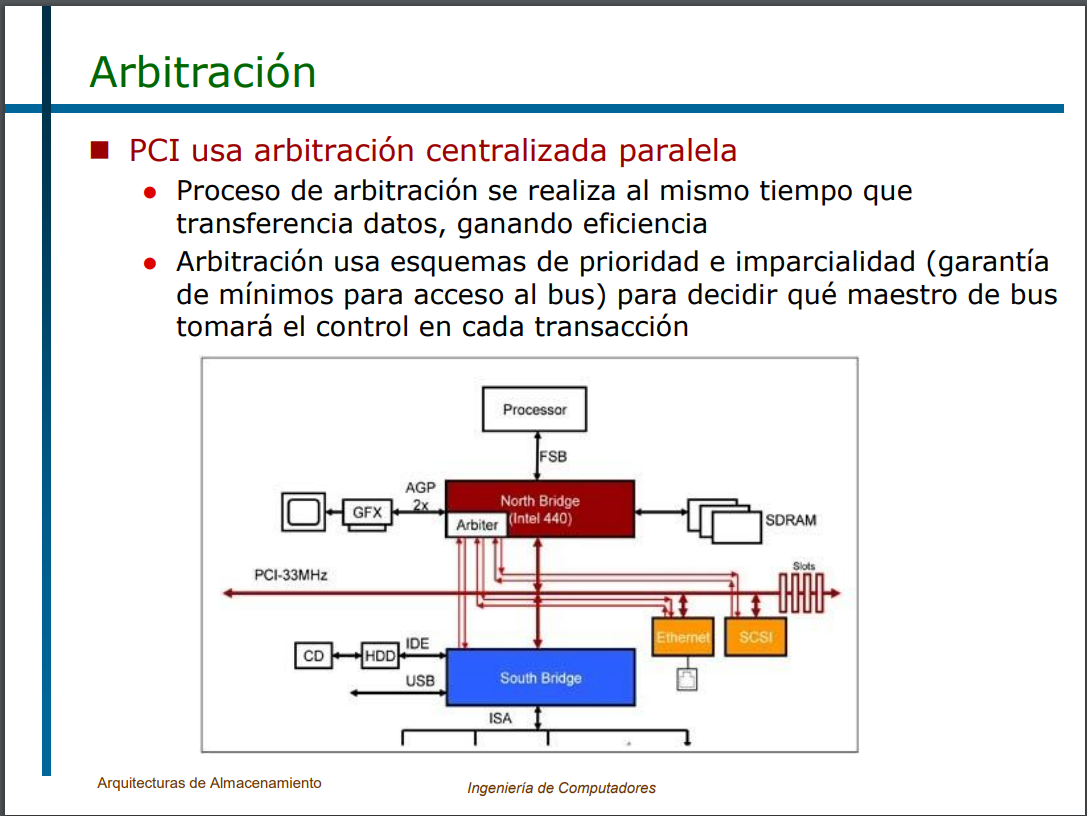 Arbitración
PCI usa arbitración centralizada paralela
Proceso de arbitración se realiza al mismo tiempo que
transferencia datos, ganando eficiencia
Arbitración usa esquemas de prioridad e imparcialidad (garantía
de mínimos para acceso al bus) para decidir qué maestro de bus
tomará el control en cada transacción
Processor
FSB
AGP
2x
North Bridge
(Intel 440)
GFX
Arbiter
SDRAM
PCI-33MHz
Slots
Ethernet
SCSI
IDE
CD
HDD
USB
South Bridge
ISA
Arquitecturas de Almacenamiento
Ingeniería de Computadores